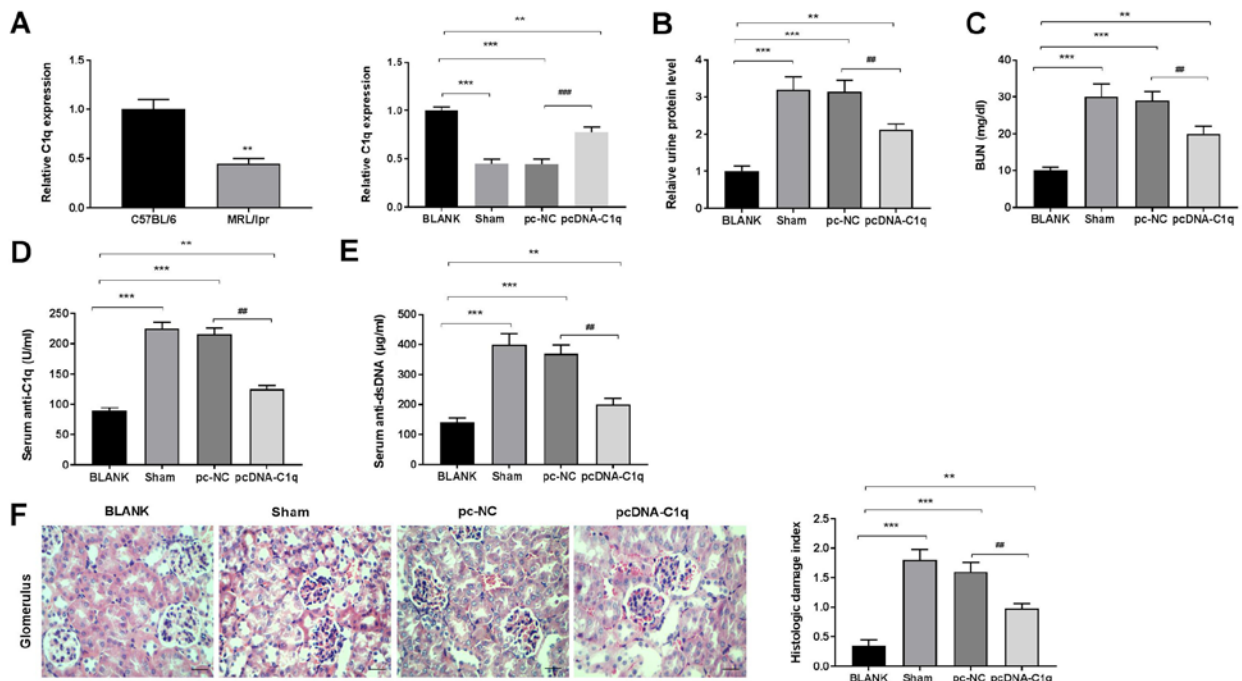 A
Relative C1q expression
1.5
1.0
0.5
0.0
**
C57BL/6
MRL/lpr
Relative C1q expression
1.5
1.0
0.5
0.0
**
***
***
###
BLANK
Sham
pc-NC
pcDNA-C1q
B
Relaive urine protein level
4
3
2
1
0
**
***
***
##
BLANK
Sham
pc-NC
pcDNA-C1q
C
BUN (mg/dl)
40
30
20
10
0
**
***
***
##
BLANK
Sham
pc-NC
pcDNA-C1q
D
Serum anti-C1q (U/ml)
250
200
150
100
50
0
**
***
***
##
BLANK
Sham
pc-NC
pcDNA-C1q
E
Serum anti-dsDNA (µg/ml)
500
400
300
200
100
0
**
***
***
##
BLANK
Sham
pc-NC
pcDNA-C1q
F
BLANK
Sham
pc-NC
pcDNA-C1q
Glomerulus
Histologic damage index
2.5
2.0
1.5
1.0
0.5
0.0
**
***
***
##
BLANK
Sham
pc-NC
pcDNA-C1q